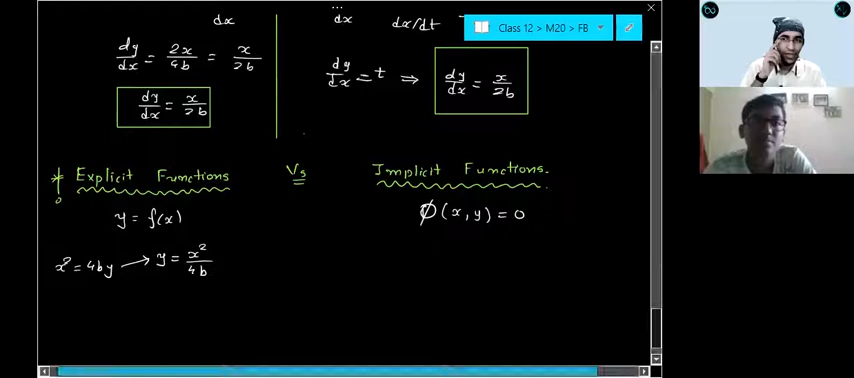 dx
...
dx
dx/dt
Class 12 > M20 > FB
dy/dx = 2x/4b = x/2b
dy/dx = t ⇒ dy/dx = x/2b
dy/dx = x/2b
Explicit Functions Vs Implicit Functions.
y = f(x)
ϕ(x, y) = 0
x² = 4by → y = x²/4b